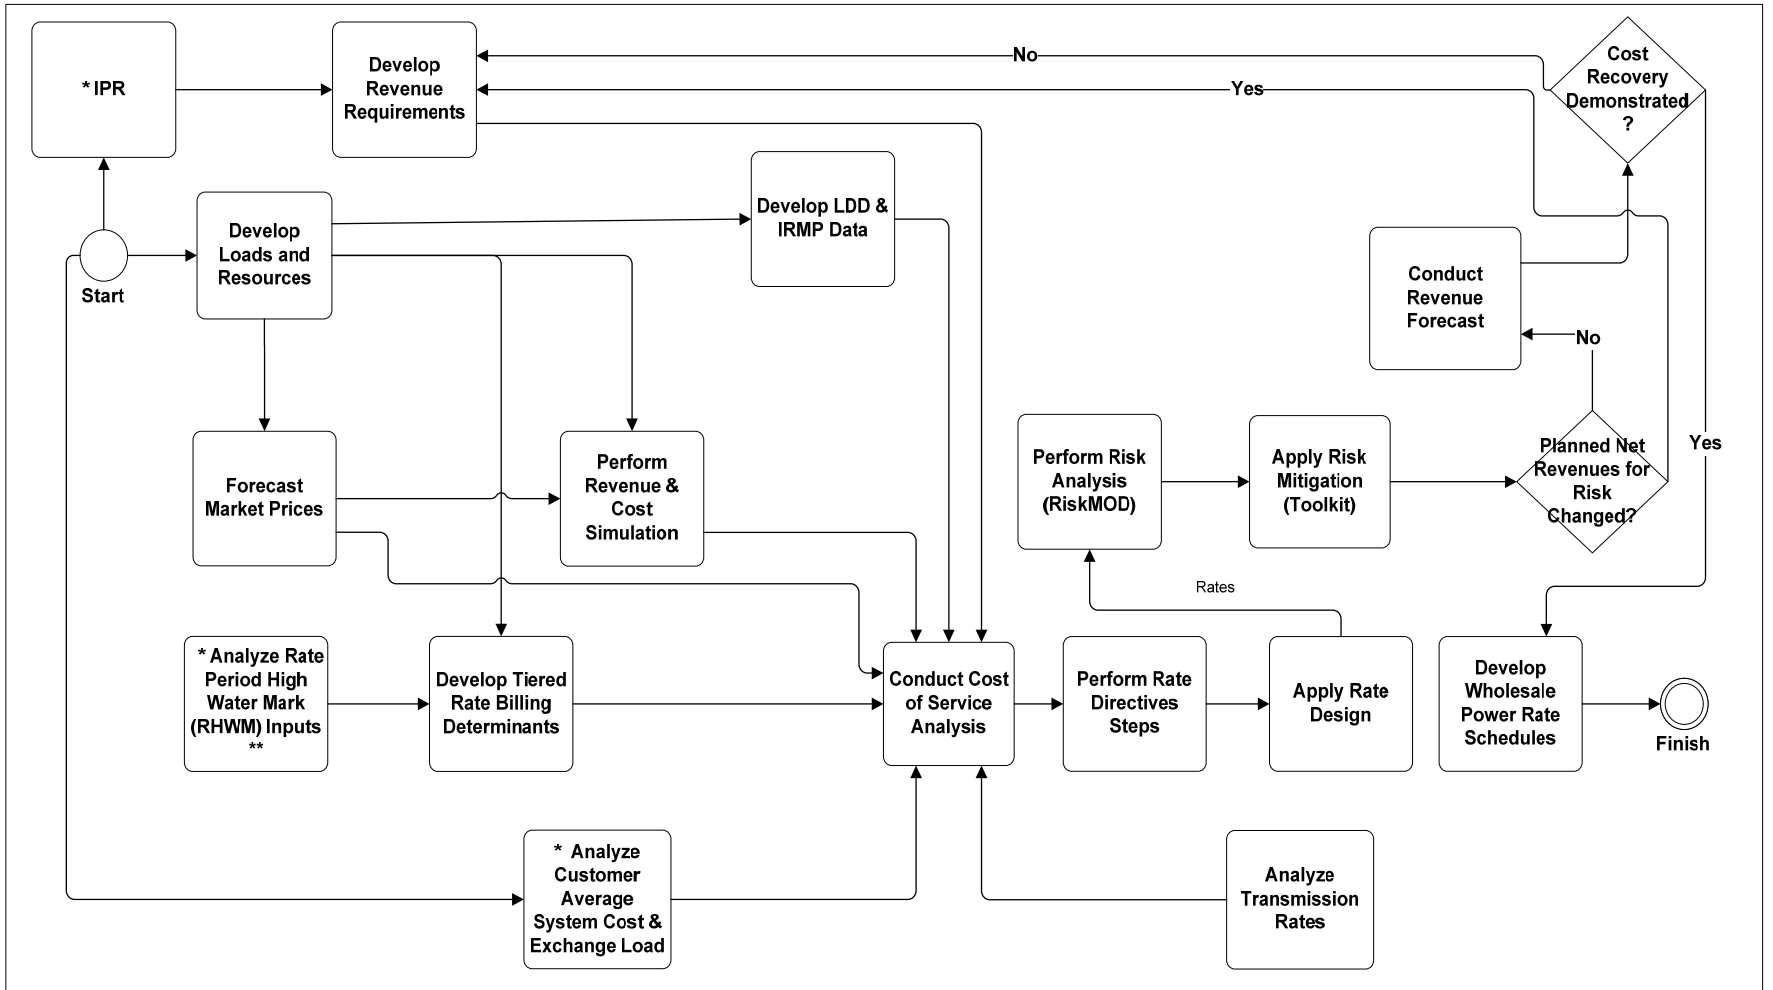 * IPR
Develop
Revenue
Requirements
No
Yes
Cost
Recovery
Demonstrated
?
Start
Develop
Loads and
Resources
Develop LDD &
IRMP Data
Conduct
Revenue
Forecast
No
Forecast
Market Prices
Perform
Revenue &
Cost
Simulation
Perform Risk
Analysis
(RiskMOD)
Apply Risk
Mitigation
(Toolkit)
Planned Net
Revenues for
Risk
Changed?
Yes
Rates
* Analyze Rate
Period High
Water Mark
(RHWM) Inputs
**
Develop Tiered
Rate Billing
Determinants
Conduct Cost
of Service
Analysis
Perform Rate
Directives
Steps
Apply Rate
Design
Develop
Wholesale
Power Rate
Schedules
Finish
* Analyze
Customer
Average
System Cost &
Exchange Load
Analyze
Transmission
Rates